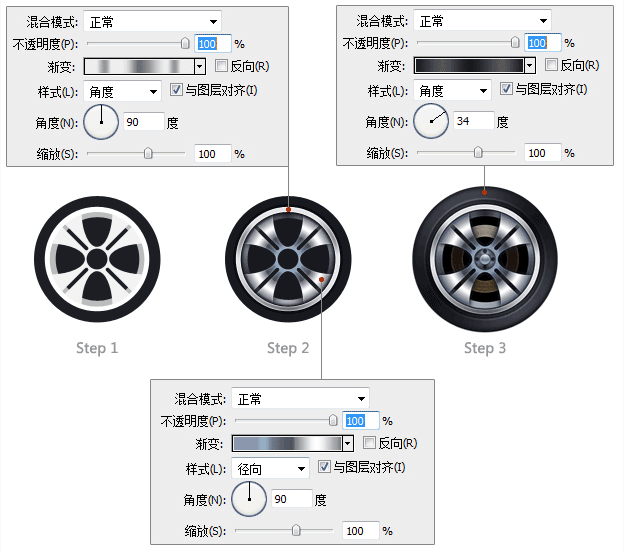 混合模式: 正常
不透明度(P): 100 %
渐变: 反向(R)
样式(L): 角度 与图层对齐(I)
角度(N): 90 度
缩放(S): 100 %
混合模式: 正常
不透明度(P): 100 %
渐变: 反向(R)
样式(L): 角度 与图层对齐(I)
角度(N): 34 度
缩放(S): 100 %
Step 1
Step 2
Step 3
混合模式: 正常
不透明度(P): 100 %
渐变: 反向(R)
样式(L): 径向 与图层对齐(I)
角度(N): 90 度
缩放(S): 100 %